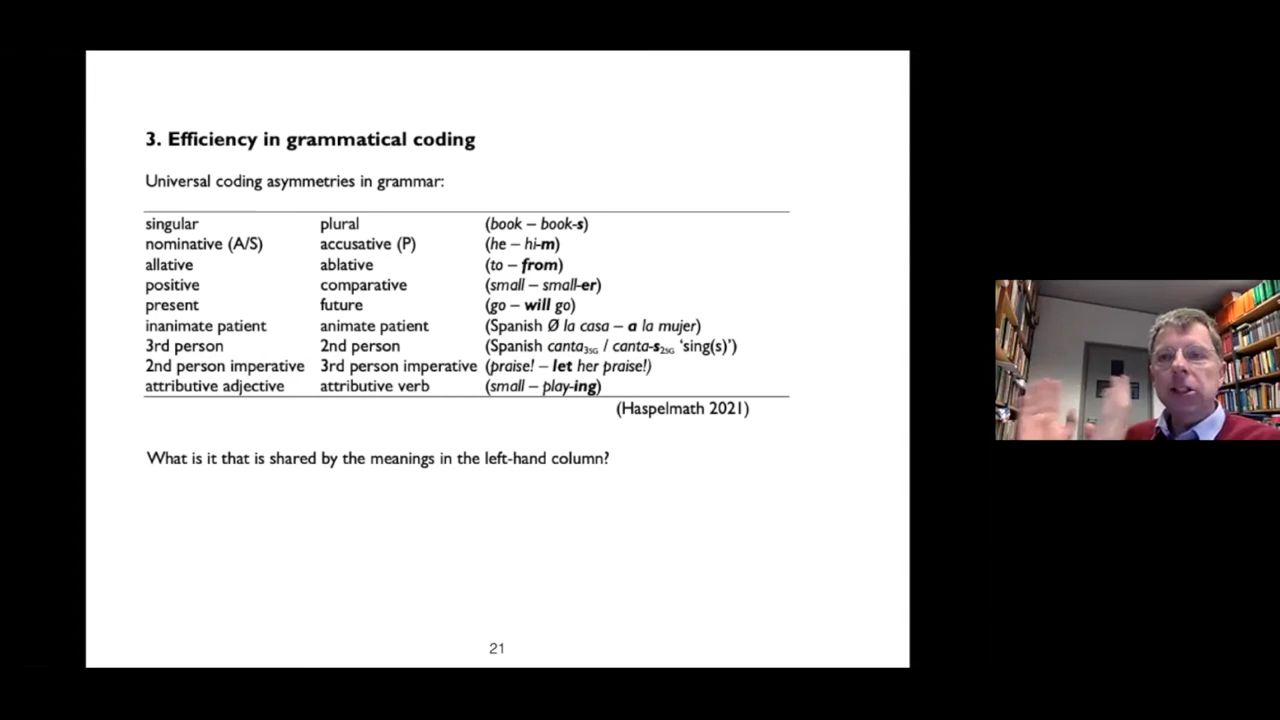 3. Efficiency in grammatical coding
Universal coding asymmetries in grammar:
singular plural (book – book-s)
nominative (A/S) accusative (P) (he – hi-m)
allative ablative (to – from)
positive comparative (small – small-er)
present future (go – will go)
inanimate patient animate patient (Spanish Ø la casa – a la mujer)
3rd person 2nd person (Spanish canta3SG / canta-s2SG ‘sing(s)’)
2nd person imperative 3rd person imperative (praise! – let her praise!)
attributive adjective attributive verb (small – play-ing)
(Haspelmath 2021)
What is it that is shared by the meanings in the left-hand column?
21